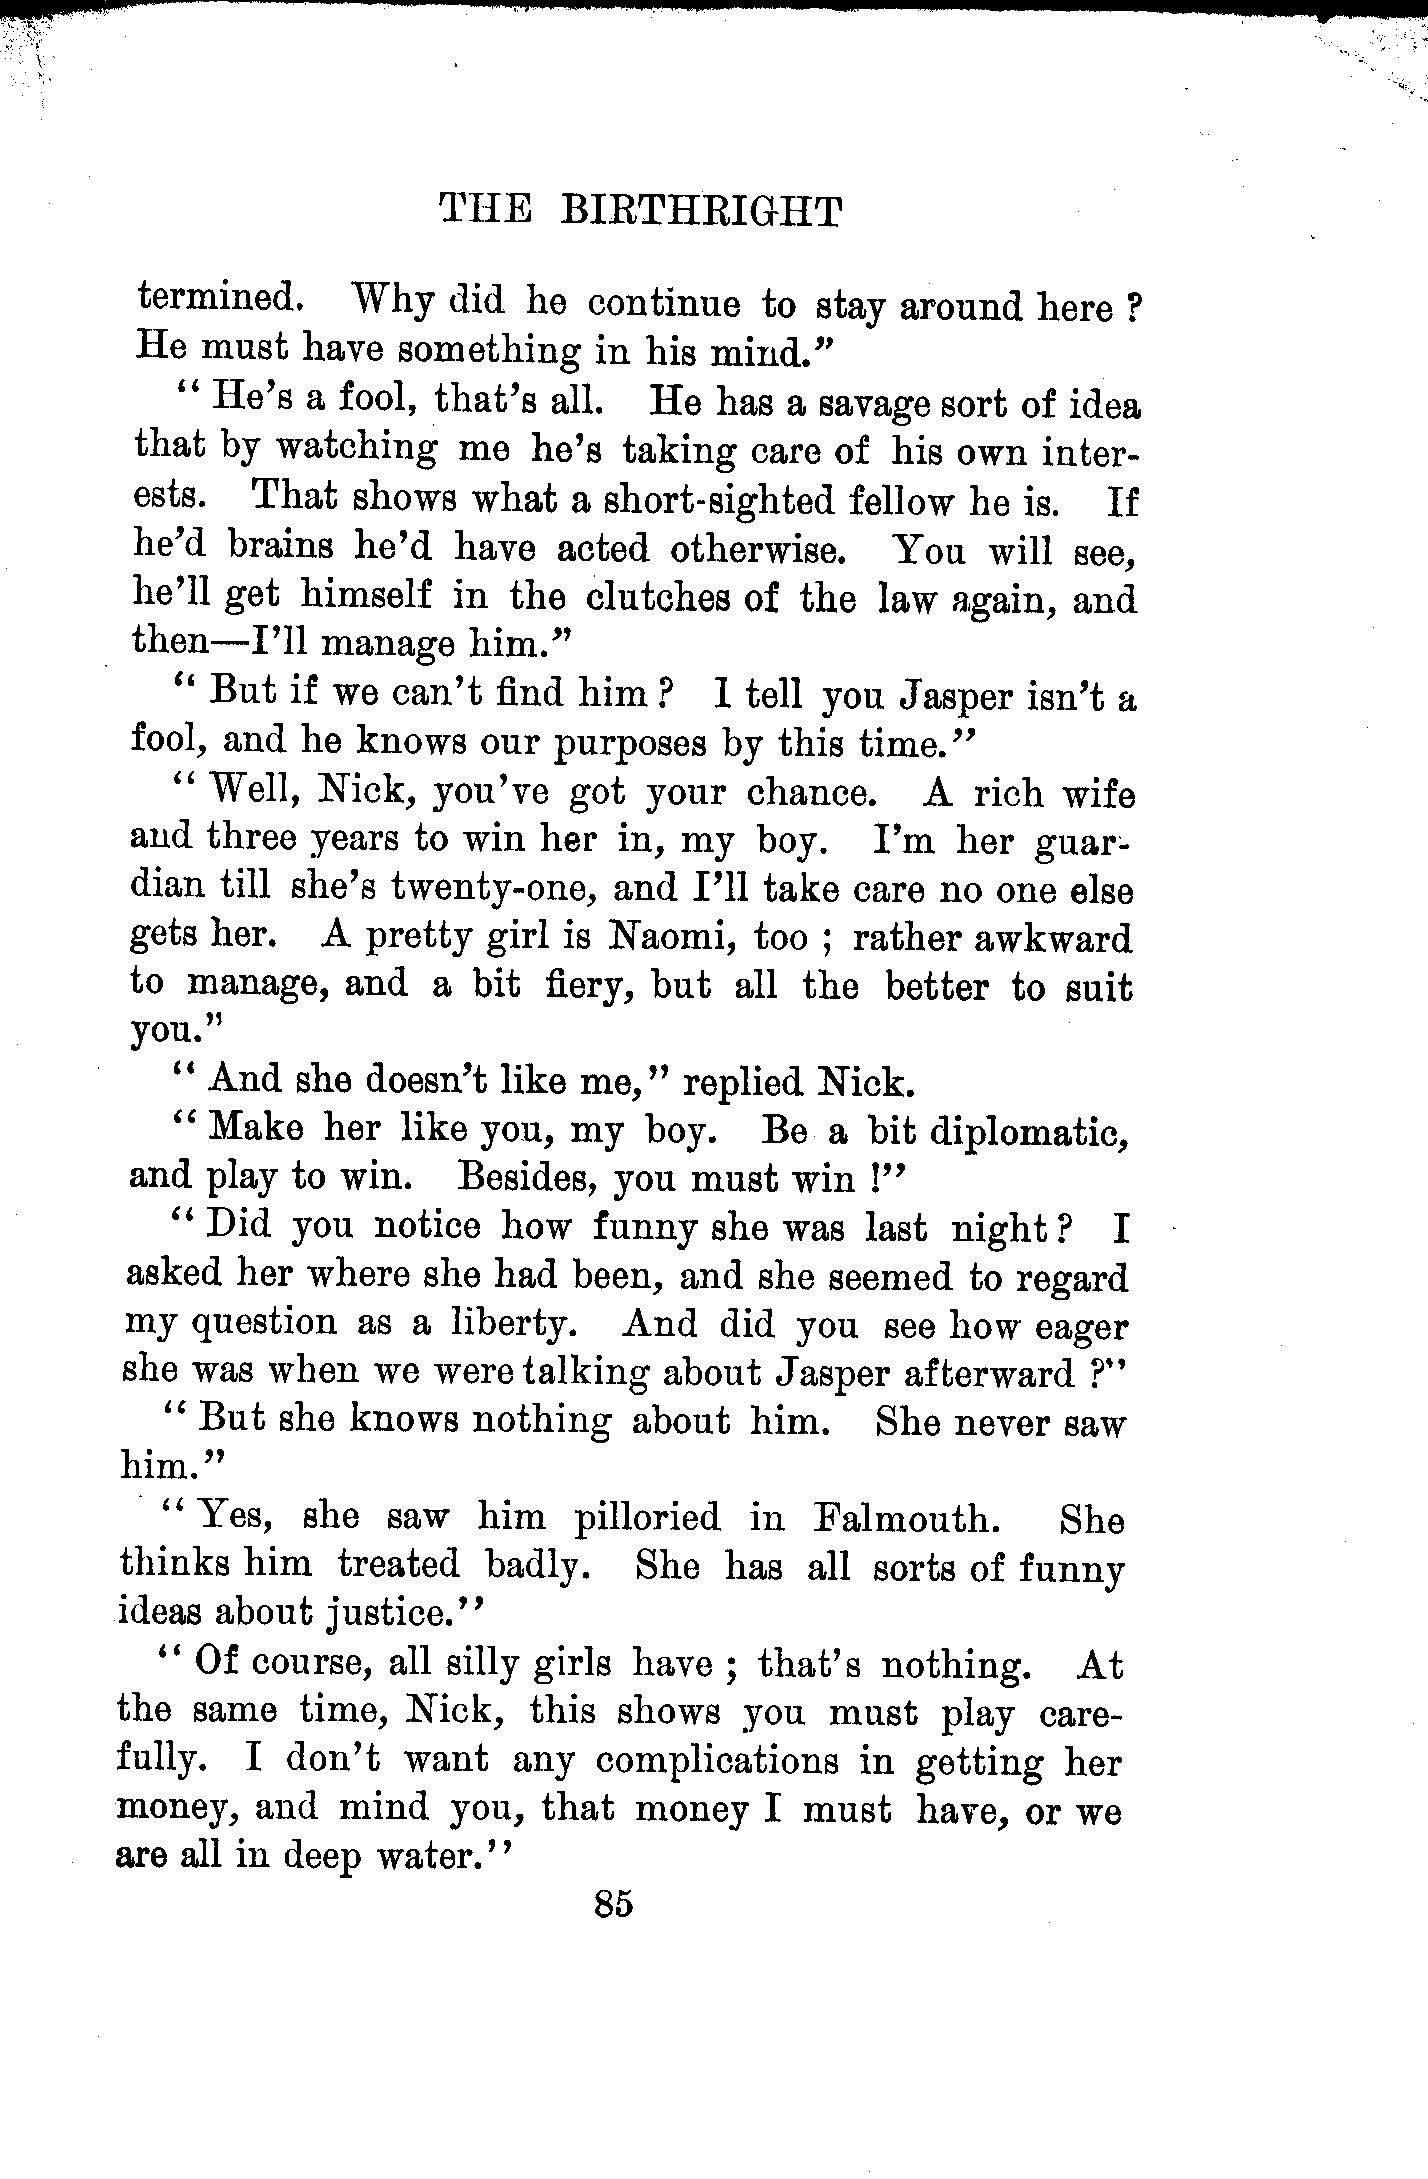 THE BIRTHRIGHT
termined. Why did he continue to stay around here ?
He must have something in his mind."
" He's a fool, that's all. He has a savage sort of idea
that by watching me he's taking care of his own inter-
ests. That shows what a short-sighted fellow he is. If
he'd brains he'd have acted otherwise. You will see,
he'll get himself in the clutches of the law again, and
then—I'll manage him."
" But if we can't find him ? I tell you Jasper isn't a
fool, and he knows our purposes by this time."
" Well, Nick, you've got your chance. A rich wife
and three years to win her in, my boy. I'm her guar-
dian till she's twenty-one, and I'll take care no one else
gets her. A pretty girl is Naomi, too ; rather awkward
to manage, and a bit fiery, but all the better to suit
you."
" And she doesn't like me," replied Nick.
" Make her like you, my boy. Be a bit diplomatic,
and play to win. Besides, you must win !"
" Did you notice how funny she was last night ? I
asked her where she had been, and she seemed to regard
my question as a liberty. And did you see how eager
she was when we were talking about Jasper afterward ?"
" But she knows nothing about him. She never saw
him."
" Yes, she saw him pilloried in Falmouth. She
thinks him treated badly. She has all sorts of funny
ideas about justice."
" Of course, all silly girls have ; that's nothing. At
the same time, Nick, this shows you must play care-
fully. I don't want any complications in getting her
money, and mind you, that money I must have, or we
are all in deep water."
85